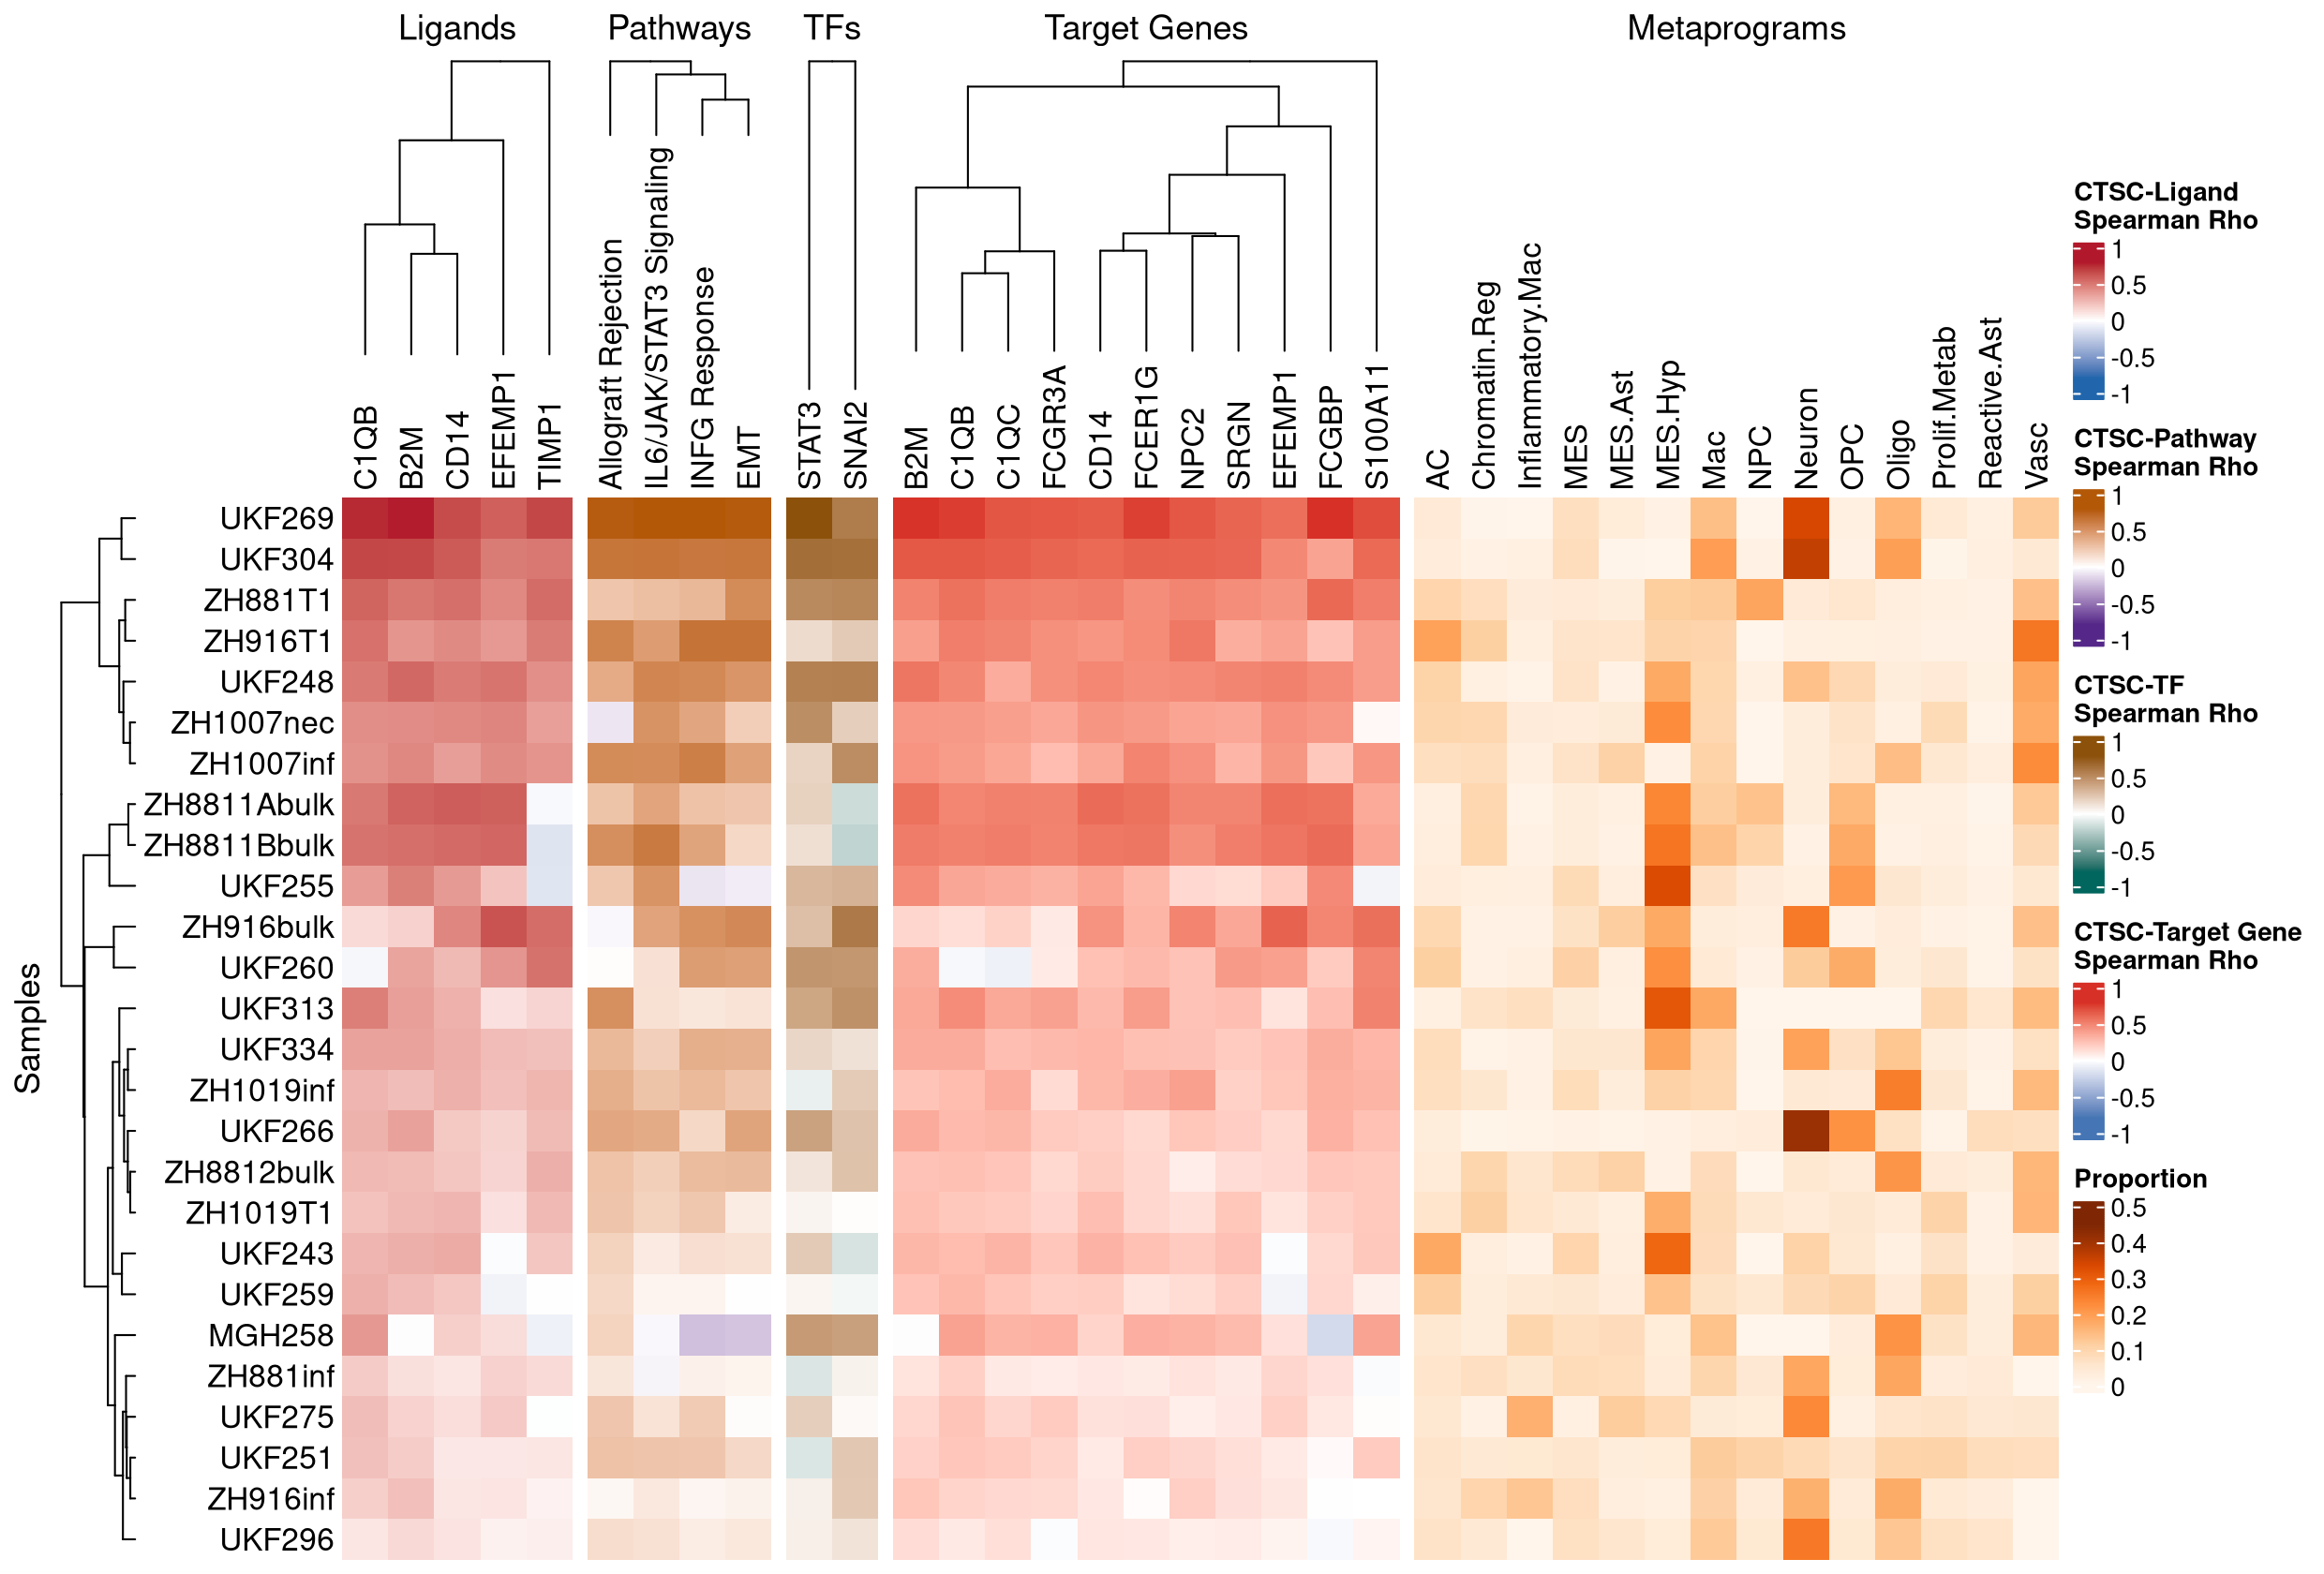 Ligands
Pathways
TFs
Target Genes
Metaprograms
C1QB
B2M
CD14
EFEMP1
TIMP1
Allograft Rejection
IL6/JAK/STAT3 Signaling
INFG Response
EMT
STAT3
SNAI2
B2M
C1QB
C1QC
FCGR3A
CD14
FCER1G
NPC2
SRGN
EFEMP1
FCGBP
S100A11
AC
Chromatin.Reg
Inflammatory.Mac
MES
MES.Ast
MES.Hyp
Mac
NPC
Neuron
OPC
Oligo
Prolif.Metab
Reactive.Ast
Vasc
Samples
UKF269
UKF304
ZH881T1
ZH916T1
UKF248
ZH1007nec
ZH1007inf
ZH8811Abulk
ZH8811Bbulk
UKF255
ZH916bulk
UKF260
UKF313
UKF334
ZH1019inf
UKF266
ZH8812bulk
ZH1019T1
UKF243
UKF259
MGH258
ZH881inf
UKF275
UKF251
ZH916inf
UKF296
CTSC-Ligand
Spearman Rho
1
0.5
0
-0.5
-1
CTSC-Pathway
Spearman Rho
1
0.5
0
-0.5
-1
CTSC-TF
Spearman Rho
1
0.5
0
-0.5
-1
CTSC-Target Gene
Spearman Rho
1
0.5
0
-0.5
-1
Proportion
0.5
0.4
0.3
0.2
0.1
0